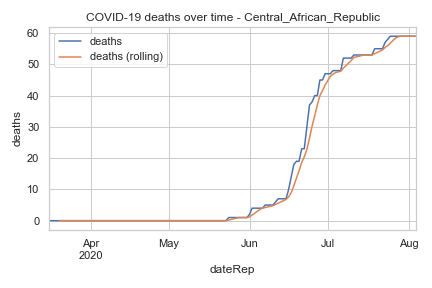 COVID-19 deaths over time - Central_African_Republic
deaths
deaths (rolling)
60
50
40
30
20
10
0
deaths
Apr
2020
May
Jun
Jul
Aug
dateRep